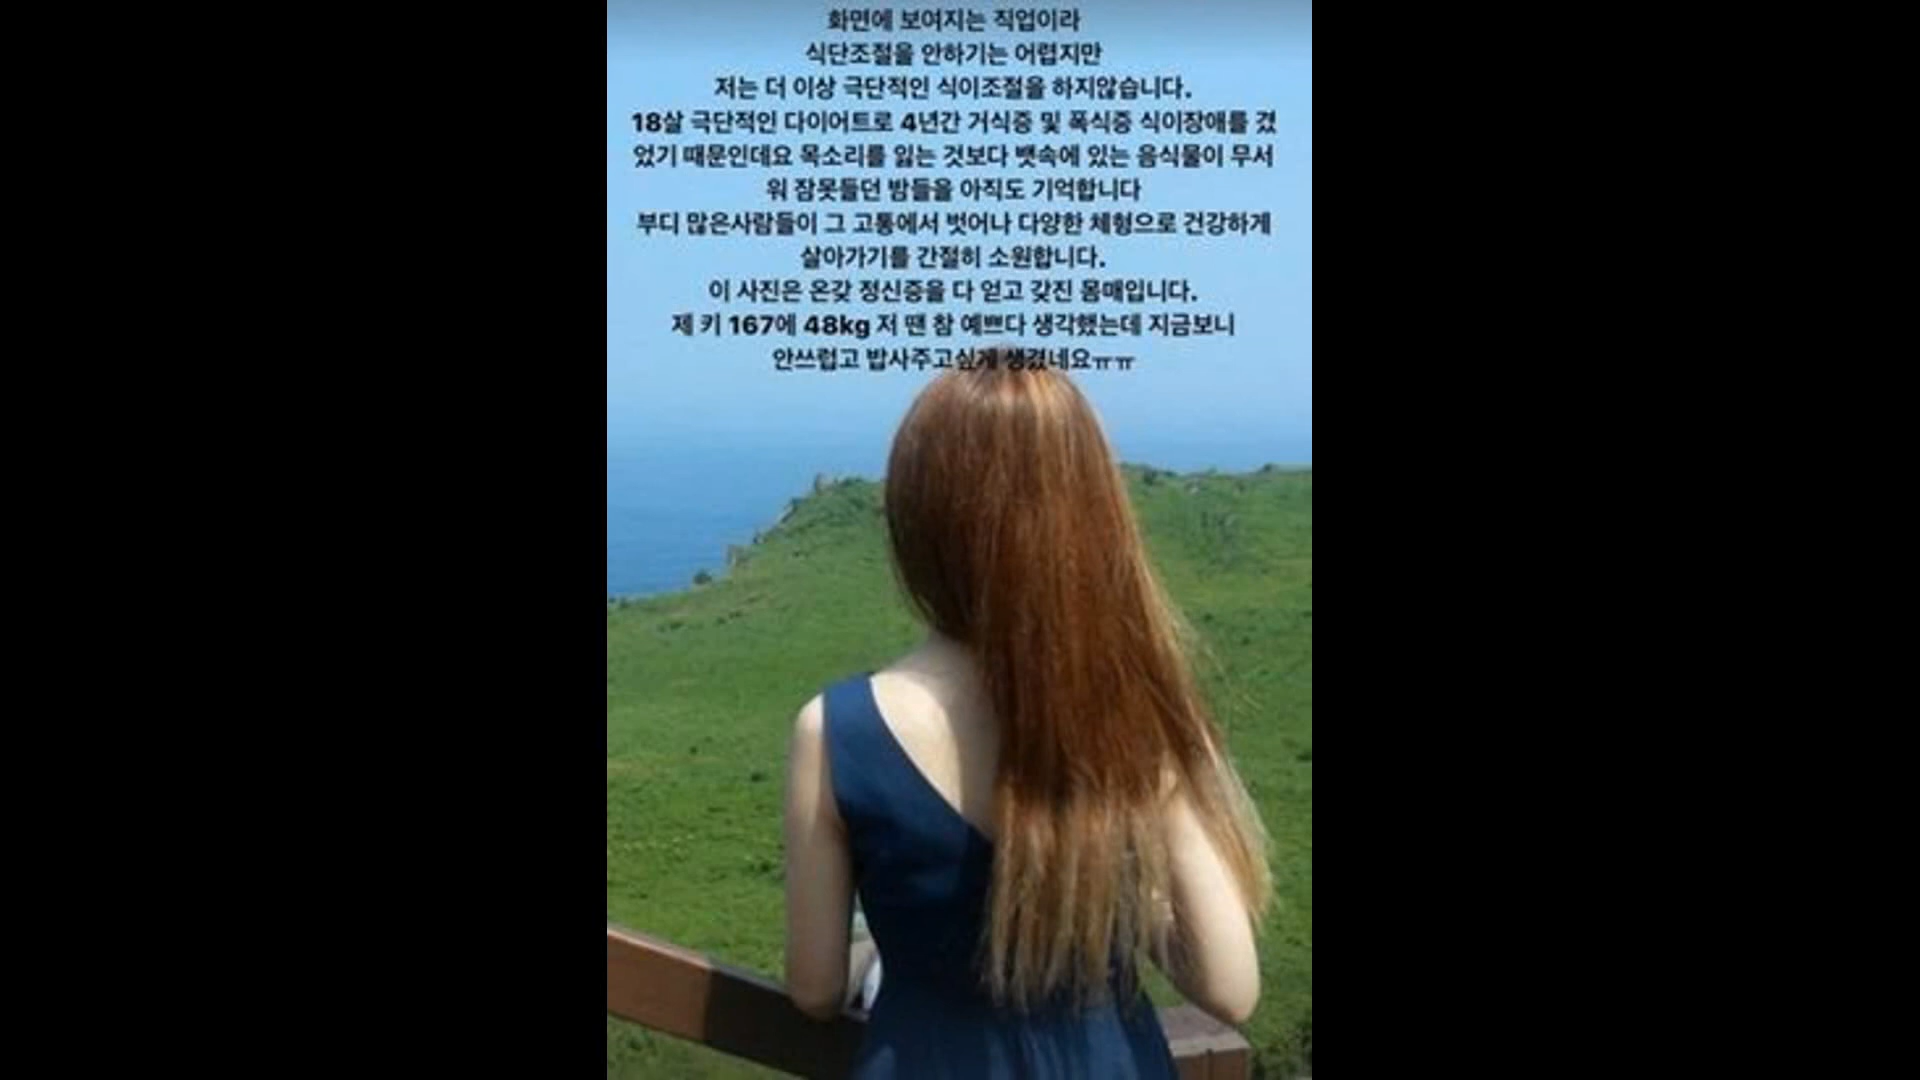 화면에 보여지는 직업이라
식단조절을 안하기는 어렵지만
저는 더 이상 극단적인 식이조절을 하지않습니다.
18살 극단적인 다이어트로 4년간 거식증 및 폭식증 식이장애를 겼
었기 때문인데요 목소리를 잃는 것보다 뱃속에 있는 음식물이 무서
워 잠못들던 밤들을 아직도 기억합니다
부디 많은사람들이 그 고통에서 벗어나 다양한 체형으로 건강하게
살아가기를 간절히 소원합니다.
이 사진은 온갖 정신증을 다 얻고 갖진 몸매입니다.
제 키 167에 48kg 저 땐 참 예쁘다 생각했는데 지금보니
안쓰럽고 밥사주고싶게 생겼네요ㅠㅠ